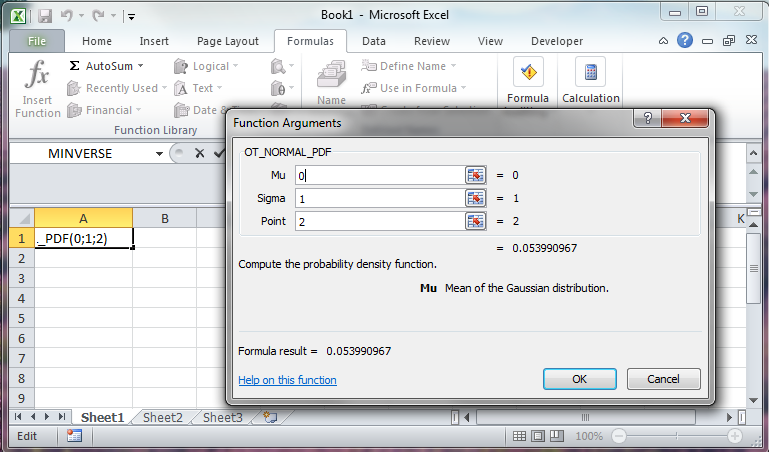 Book1 - Microsoft Excel
File Home Insert Page Layout Formulas Data Review View Developer
fx Σ AutoSum Logical Define Name
Insert Function Recently Used Text Name Use in Formula Formula Calculation
Financial Date &
Function Library
MINVERSE
Function Arguments
OT_NORMAL_PDF
Mu 0 = 0
Sigma 1 = 1
Point 2 = 2
= 0.053990967
Compute the probability density function.
Mu Mean of the Gaussian distribution.
Formula result = 0.053990967
Help on this function OK Cancel
A B K
1 ._PDF(0;1;2)
2
3
4
5
6
7
8
9
Sheet1 Sheet2 Sheet3
Edit 100%